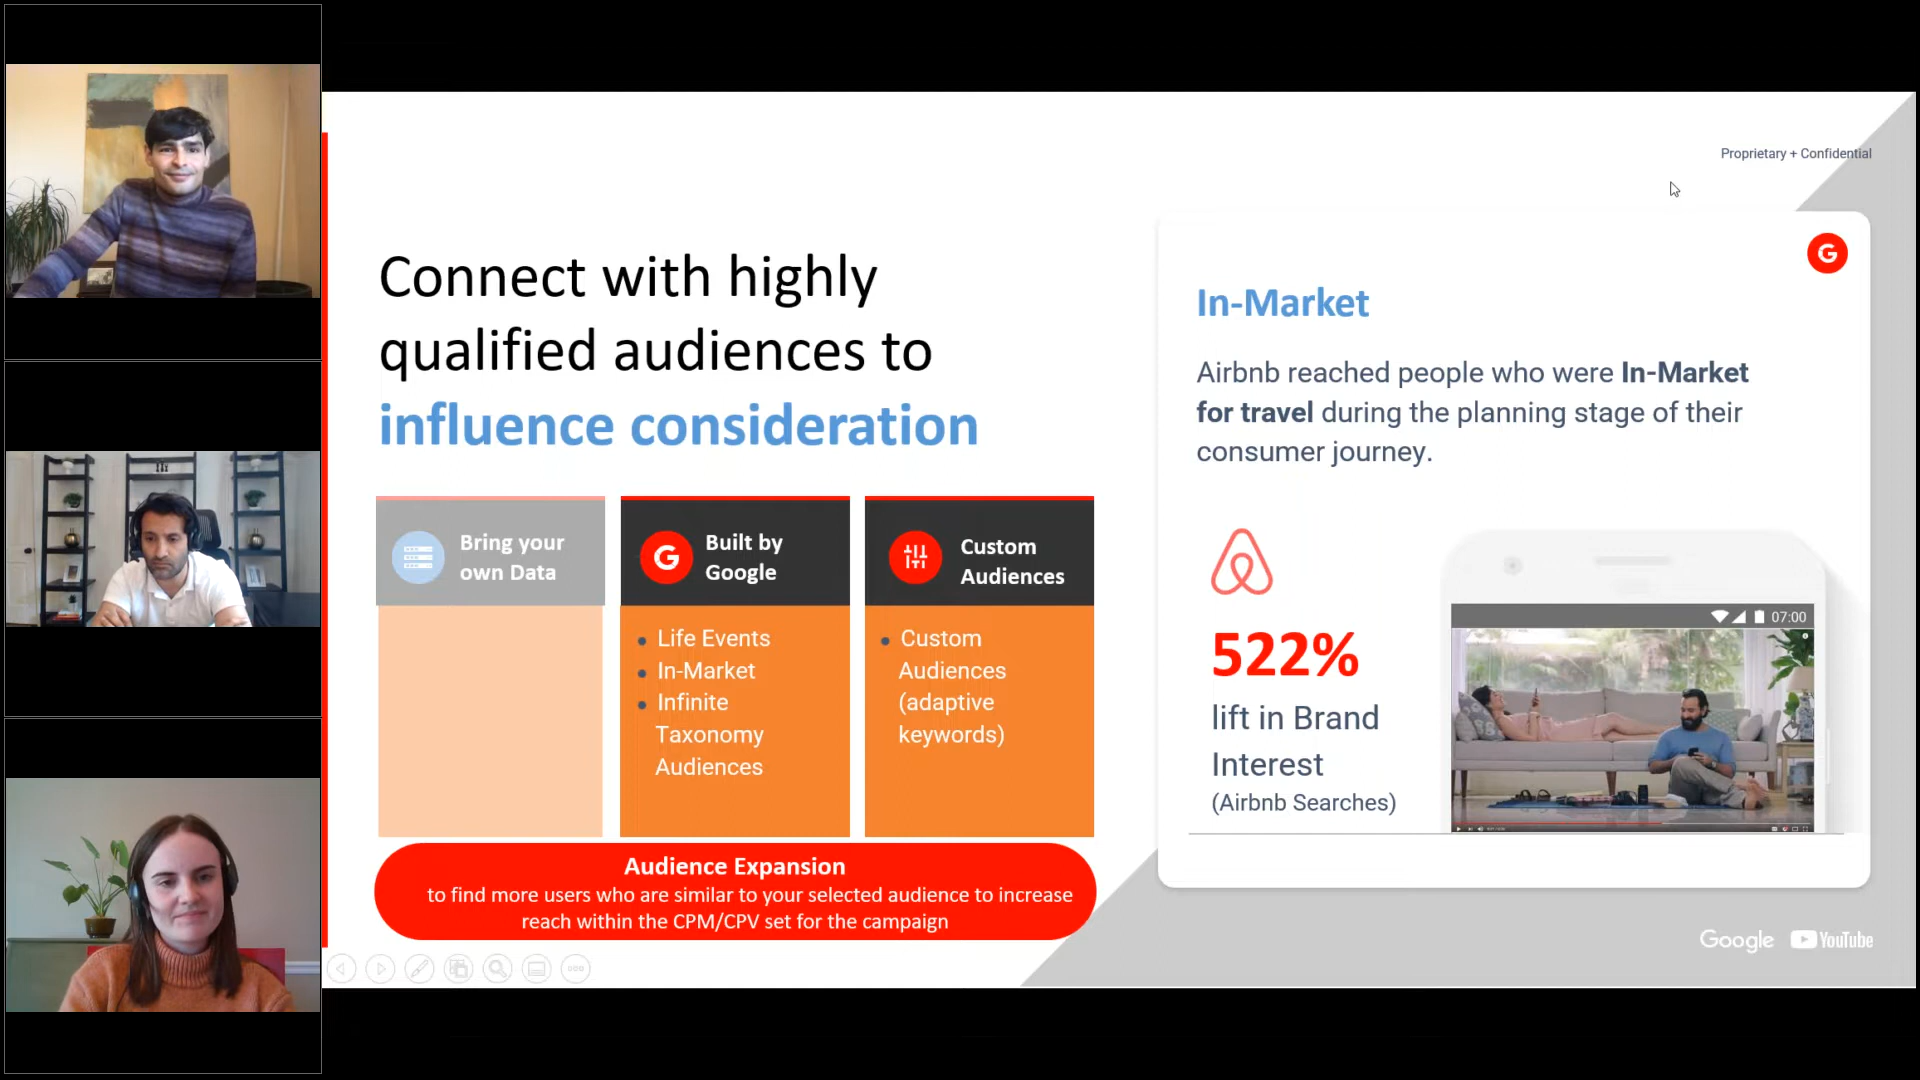 Proprietary + Confidential
Connect with highly
qualified audiences to
influence consideration
Bring your
own Data
G
Built by
Google
Custom
Audiences
• Life Events
• In-Market
• Infinite
Taxonomy
Audiences
• Custom
Audiences
(adaptive
keywords)
Audience Expansion
to find more users who are similar to your selected audience to increase
reach within the CPM/CPV set for the campaign
G
In-Market
Airbnb reached people who were In-Market
for travel during the planning stage of their
consumer journey.
522%
lift in Brand
Interest
(Airbnb Searches)
07:00
Google YouTube